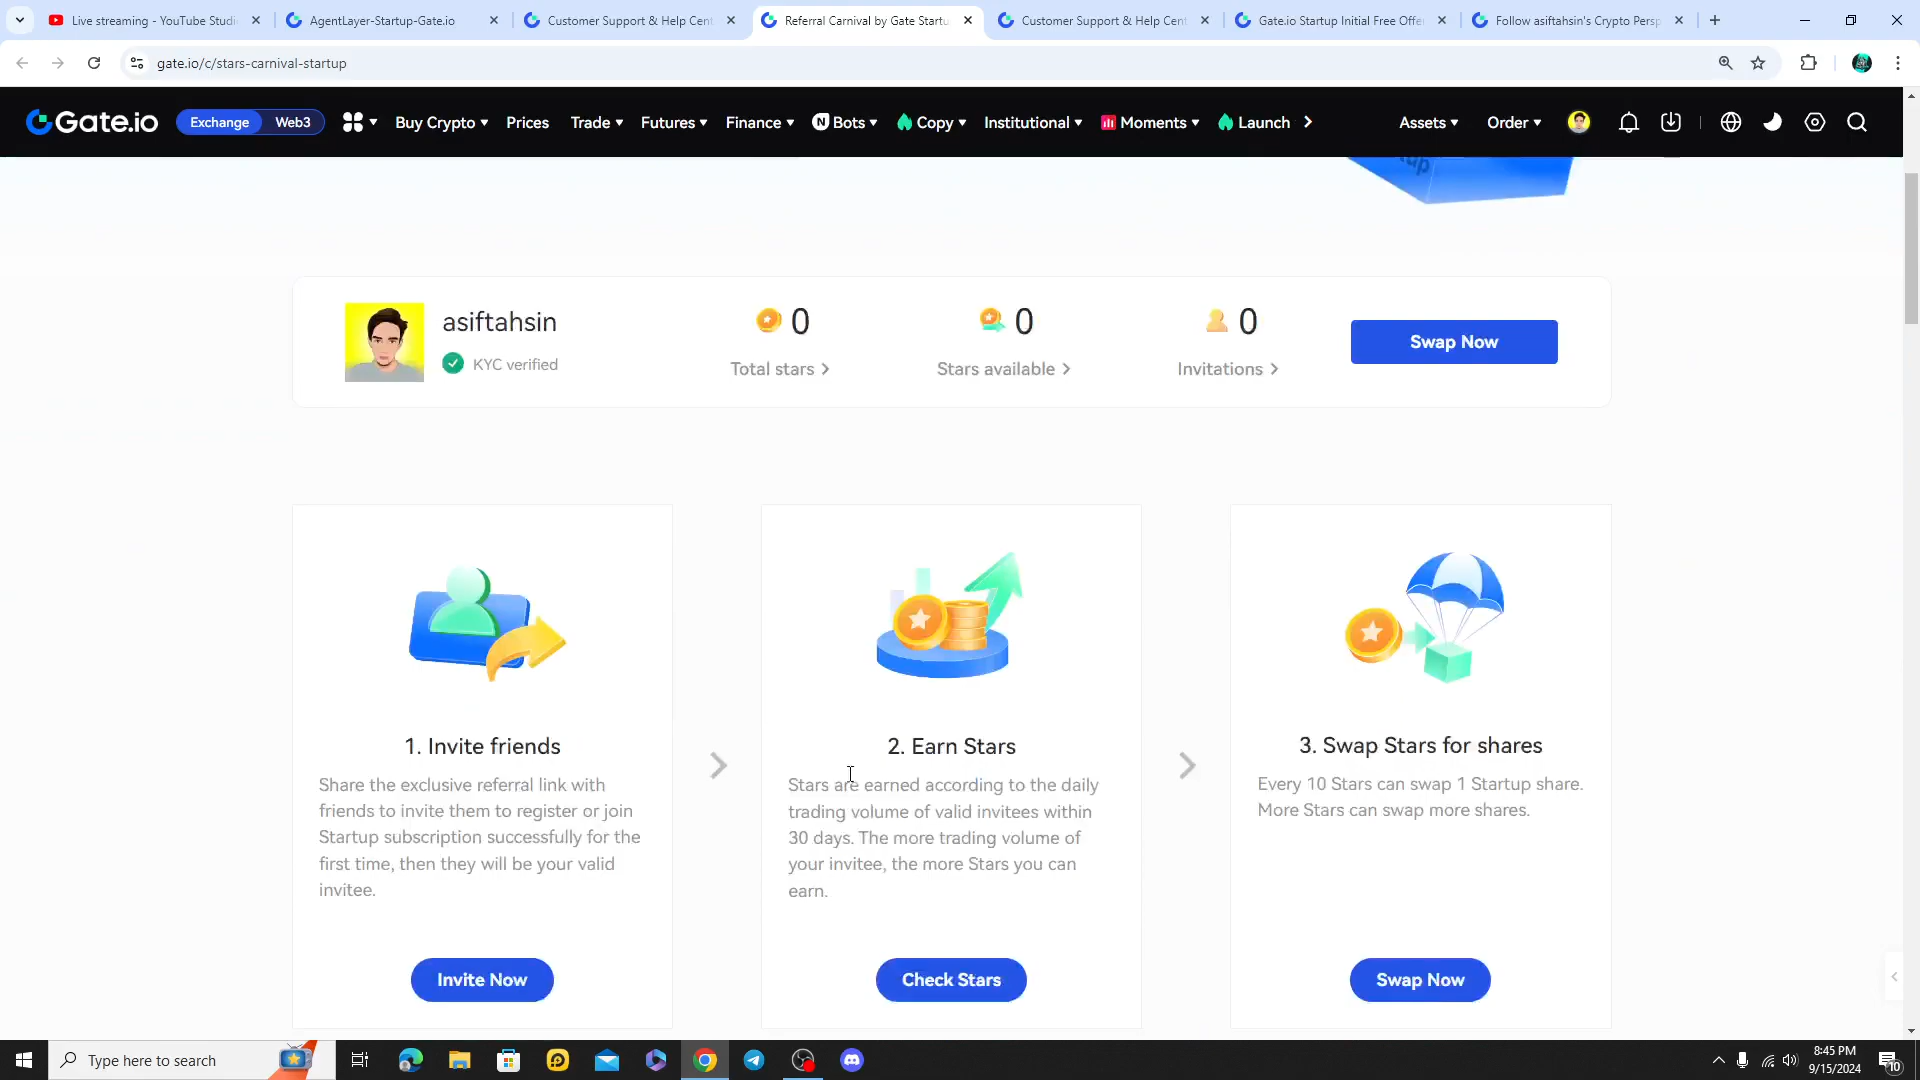 Live streaming - YouTube Studi
AgentLayer-Startup-Gate.io
Customer Support & Help Cent
Referral Carnival by Gate Startu
Customer Support & Help Cent
Gate.io Startup Initial Free Offe
Follow asiftahsin's Crypto Persp
gate.io/c/stars-carnival-startup
Gate.io
Exchange
Web3
Buy Crypto
Prices
Trade
Futures
Finance
Bots
Copy
Institutional
Moments
Launch
Assets
Order
asiftahsin
KYC verified
0
Total stars
0
Stars available
0
Invitations
Swap Now
1. Invite friends
Share the exclusive referral link with
friends to invite them to register or join
Startup subscription successfully for the
first time, then they will be your valid
invitee.
Invite Now
2. Earn Stars
Stars are earned according to the daily
trading volume of valid invitees within
30 days. The more trading volume of
your invitee, the more Stars you can
earn.
Check Stars
3. Swap Stars for shares
Every 10 Stars can swap 1 Startup share.
More Stars can swap more shares.
Swap Now
Type here to search
8:45 PM
9/15/2024
10